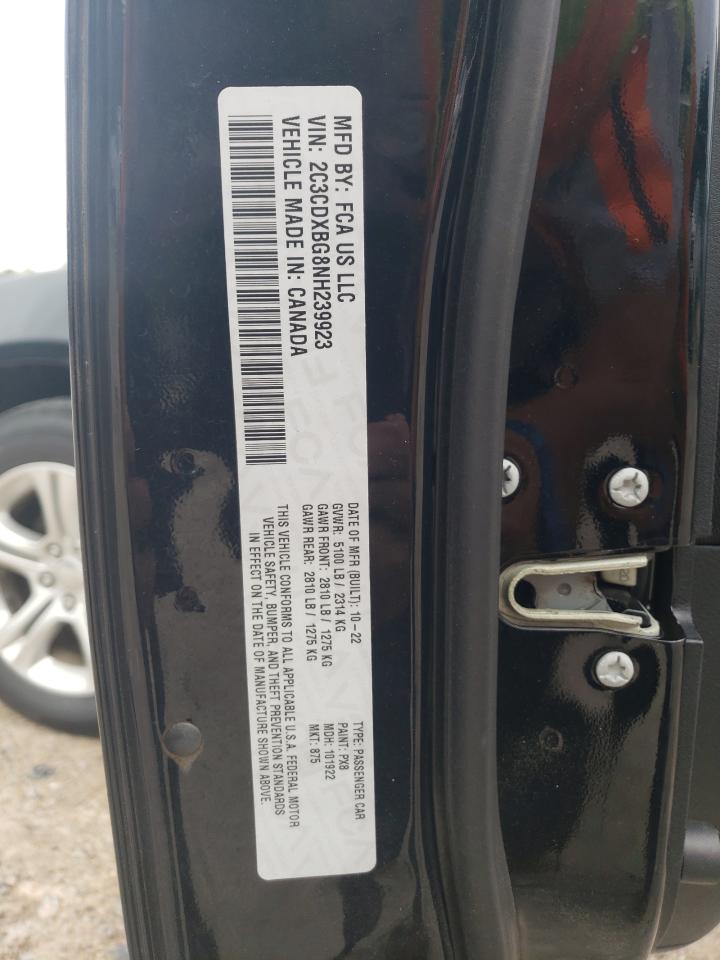 MFD BY: FCA US LLC
VIN: 2C3CDXBG8NH239923
VEHICLE MADE IN: CANADA
DATE OF MFR (BUILT): 10-22
GVWR: 5100 LB / 2314 KG
GAWR FRONT: 2810 LB / 1275 KG
GAWR REAR: 2810 LB / 1275 KG
TYPE: PASSENGER CAR
PAINT: PX8
MDH: 101922
MKT: 875
THIS VEHICLE CONFORMS TO ALL APPLICABLE U.S.A. FEDERAL MOTOR
VEHICLE SAFETY, BUMPER, AND THEFT PREVENTION STANDARDS
IN EFFECT ON THE DATE OF MANUFACTURE SHOWN ABOVE.